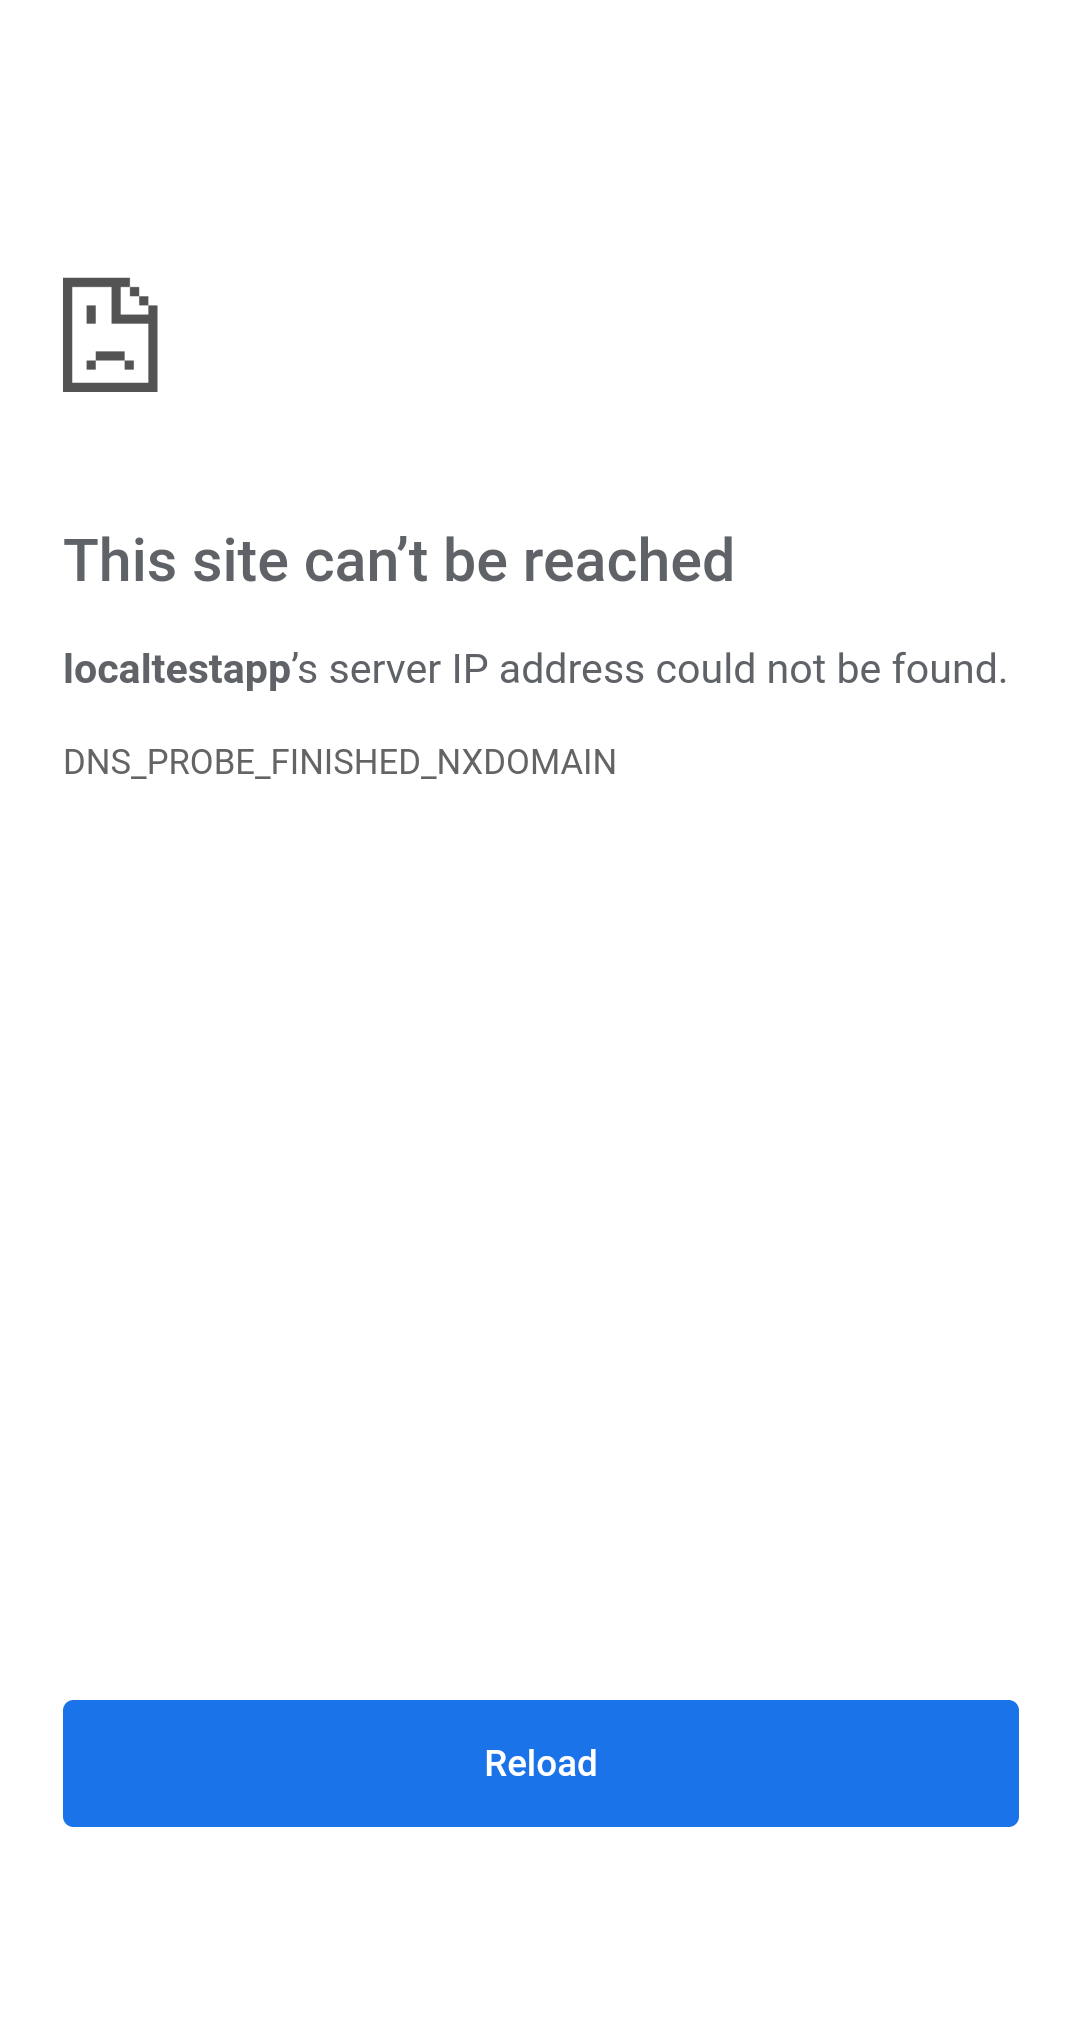 This site can’t be reached
localtestapp’s server IP address could not be found.
DNS_PROBE_FINISHED_NXDOMAIN
Reload